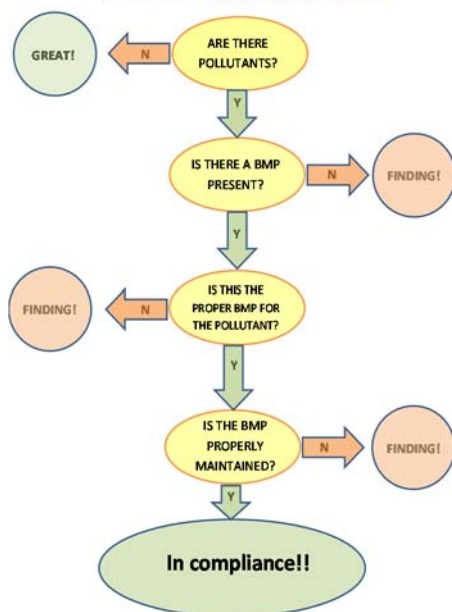 ARE THERE
POLLUTANTS?
N
GREAT!
Y
IS THERE A BMP
PRESENT?
N
FINDING!
Y
IS THIS THE
PROPER BMP FOR
THE POLLUTANT?
N
FINDING!
Y
IS THE BMP
PROPERLY
MAINTAINED?
N
FINDING!
Y
In compliance!!